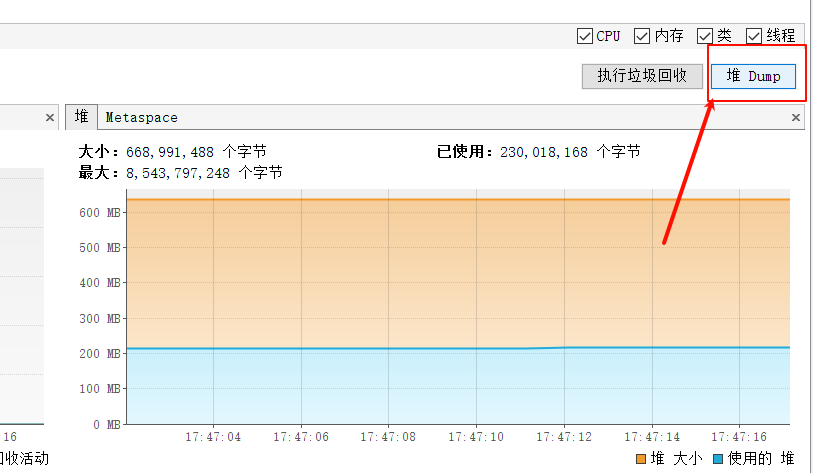 CPU 内存 类 线程
执行垃圾回收 堆 Dump
堆 Metaspace
大小: 668,991,488 个字节 已使用: 230,018,168 个字节
最大: 8,543,797,248 个字节
600 MB
500 MB
400 MB
300 MB
200 MB
100 MB
0 MB
16 17:47:04 17:47:06 17:47:08 17:47:10 17:47:12 17:47:14 17:47:16
回收活动 堆 大小 使用的 堆